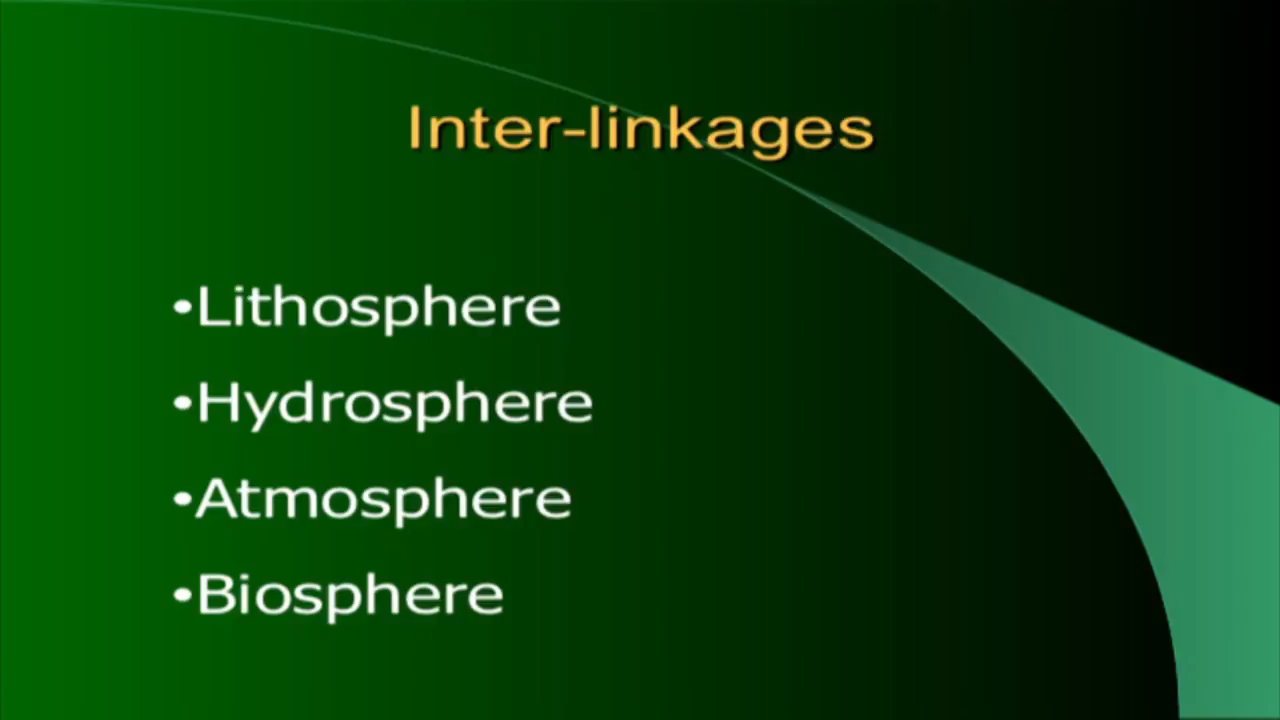 Inter-linkages
•Lithosphere
•Hydrosphere
•Atmosphere
•Biosphere